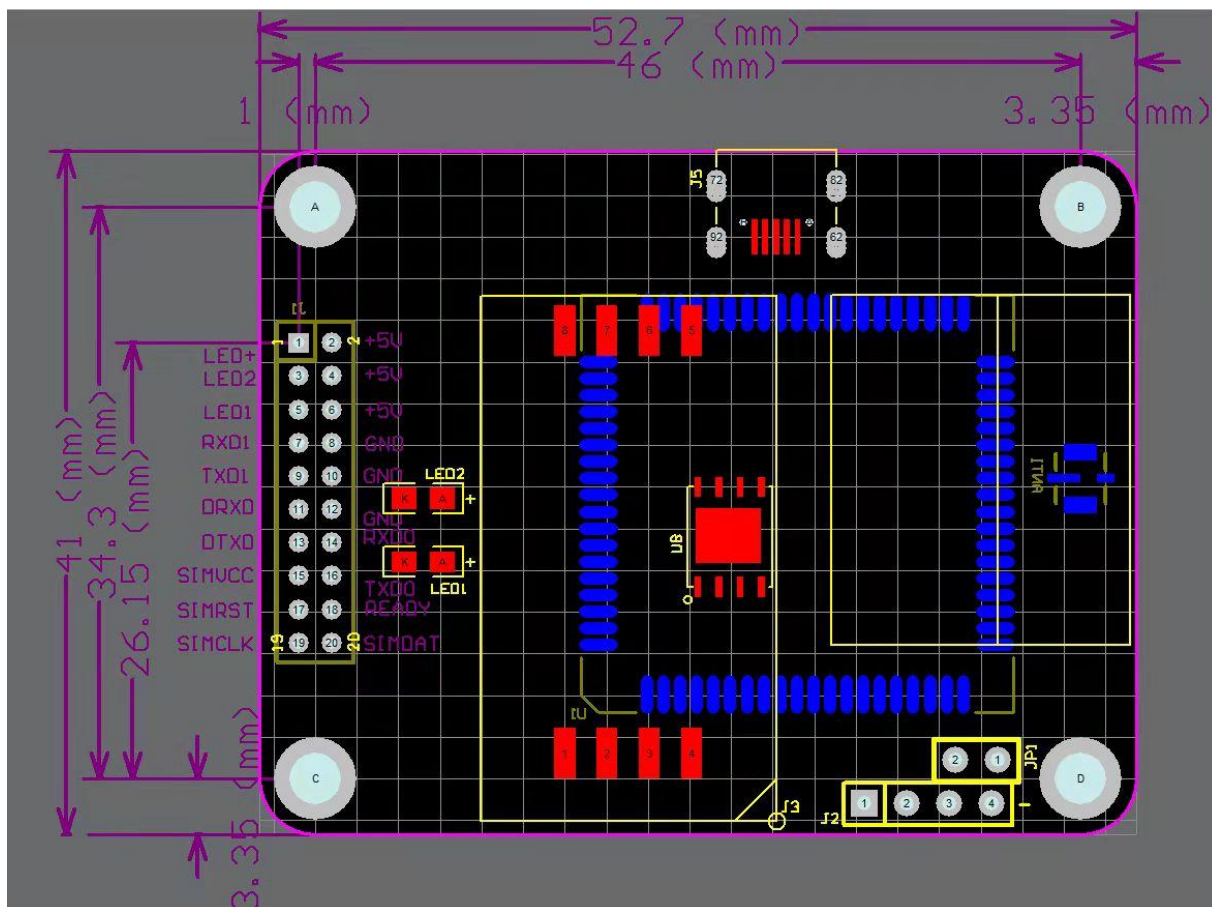 52.7 (mm)
46 (mm)
1 (mm)
3.35 (mm)
41 (mm)
34.3 (mm)
26.15 (mm)
3.35 (mm)
A
B
C
D
J5
72
82
92
62
J1
1
2
LED+
+5V
1
2
LED2
+5V
3
4
LED1
+5V
5
6
RXD1
GND
7
8
TXD1
GND
9
10
DRXD
GND
11
12
DTXD
RXD0
13
14
SIMVCC
TXD0
15
16
SIMRST
READY
17
18
SIMCLK
SIMDAT
19
20
19
20
LED2
K
A
+
K
A
+
LED1
8
7
6
5
U8
ANT1
U1
1
2
3
4
J3
2
1
JP1
J2
1
2
3
4
-